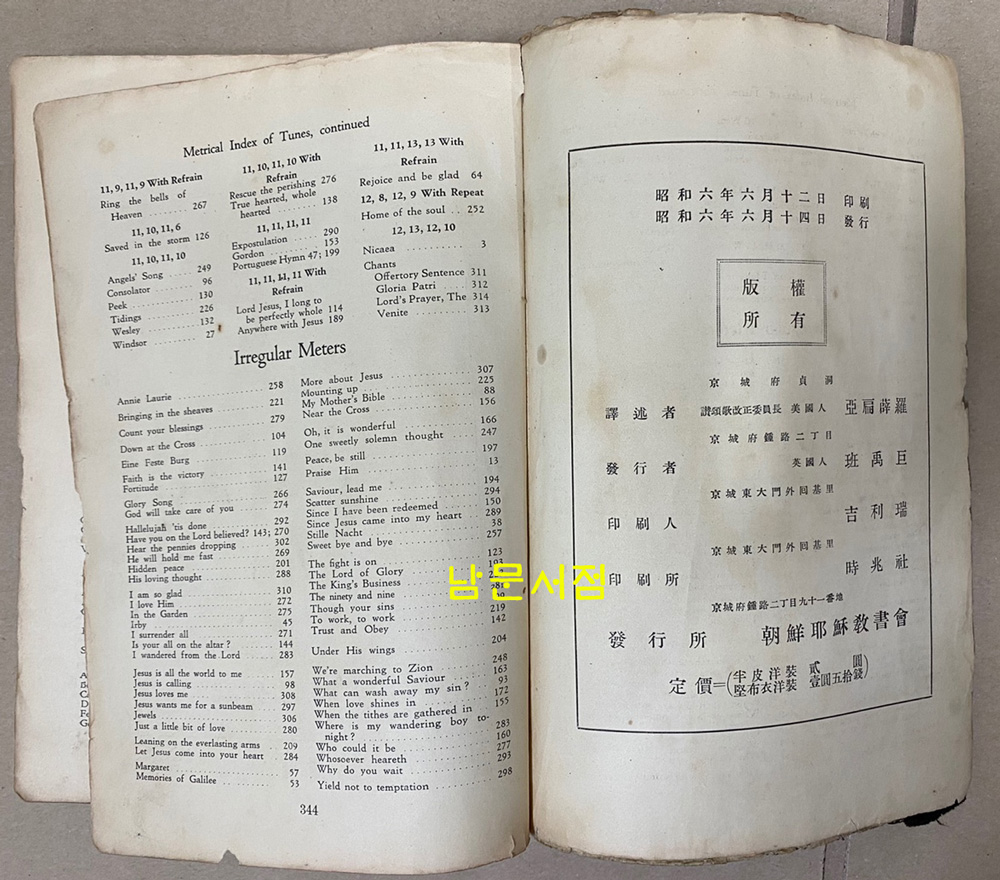 Metrical Index of Tunes, continued
11, 9, 11, 9 With Refrain
Ring the bells of
Heaven ........ 267
11, 10, 11, 6
Saved in the storm 126
11, 10, 11, 10
Angels' Song ...... 249
Consolator ........ 96
Peek ........ 130
Tidings ........ 226
Wesley ........ 132
Windsor ........ 27
11, 10, 11, 10 With
Refrain
Rescue the perishing 276
True hearted, whole
hearted ........ 138
11, 11, 11, 11
Expostulation ..... 290
Gordon ........ 153
Portuguese Hymn 47; 199
11, 11, 11, 11 With
Refrain
Lord Jesus, I long to
be perfectly whole 114
Anywhere with Jesus 189
11, 11, 13, 13 With
Refrain
Rejoice and be glad 64
12, 8, 12, 9 With Repeat
Home of the soul .. 252
12, 13, 12, 10
Nicaea ........ 3
Chants
Offertory Sentence 311
Gloria Patri .... 312
Lord's Prayer, The 314
Venite ........ 313
Irregular Meters
Annie Laurie ........ 258
Bringing in the sheaves ........ 221
Count your blessings ........ 279
Down at the Cross ........ 104
Eine Feste Burg ........ 119
Faith is the victory ........ 141
Fortitude ........ 127
Glory Song ........ 266
God will take care of you ........ 274
Hallelujah 'tis done ........ 292
Have you on the Lord believed? 143; 270
Hear the pennies dropping ........ 302
He will hold me fast ........ 269
Hidden peace ........ 201
His loving thought ........ 288
I am so glad ........ 310
I love Him ........ 272
In the Garden ........ 275
Irby ........ 45
I surrender all ........ 271
Is your all on the altar? ........ 144
I wandered from the Lord ........ 283
Jesus is all the world to me ........ 157
Jesus is calling ........ 98
Jesus loves me ........ 308
Jesus wants me for a sunbeam ........ 297
Jewels ........ 306
Just a little bit of love ........ 280
Leaning on the everlasting arms .. 209
Let Jesus come into your heart .. 284
Margaret ........ 57
Memories of Galilee ........ 53
More about Jesus ........ 307
Mounting up ........ 225
My Mother's Bible ........ 88
Near the Cross ........ 156
Oh, it is wonderful ........ 166
One sweetly solemn thought ........ 247
Peace, be still ........ 197
Praise Him ........ 13
Saviour, lead me ........ 194
Scatter sunshine ........ 294
Since I have been redeemed ........ 150
Since Jesus came into my heart .. 289
Stille Nacht ........ 38
Sweet bye and bye ........ 257
The fight is on ........ 123
The Lord of Glory ........
The King's Business ........
The ninety and nine ........
Though your sins ........ 219
To work, to work ........ 142
Trust and Obey ........
Under His wings ........ 204
We're marching to Zion ........ 248
What a wonderful Saviour ........ 163
What can wash away my sin? ........ 93
When love shines in ........ 172
When the tithes are gathered in .. 155
Where is my wandering boy to-
night? ........ 283
Who could it be ........ 160
Whosoever heareth ........ 277
Why do you wait ........ 293
Yield not to temptation ........ 298
344
昭和六年六月十二日 印刷
昭和六年六月十四日 發行
版權
所有
京城府貞洞
譯述者 讃頌歌改正委員長 美國人 亞扁薛羅
京城府鍾路二丁目
發行者 英國人 班禹巨
京城東大門外回基里
印刷人 吉利瑞
京城東大門外回基里
印刷所 時兆社
京城府鍾路二丁目九十一番地
發行所 朝鮮耶穌敎書會
定價=(半皮洋裝 貳圓
堅布衣洋裝 壹圓五拾錢)
남문서점